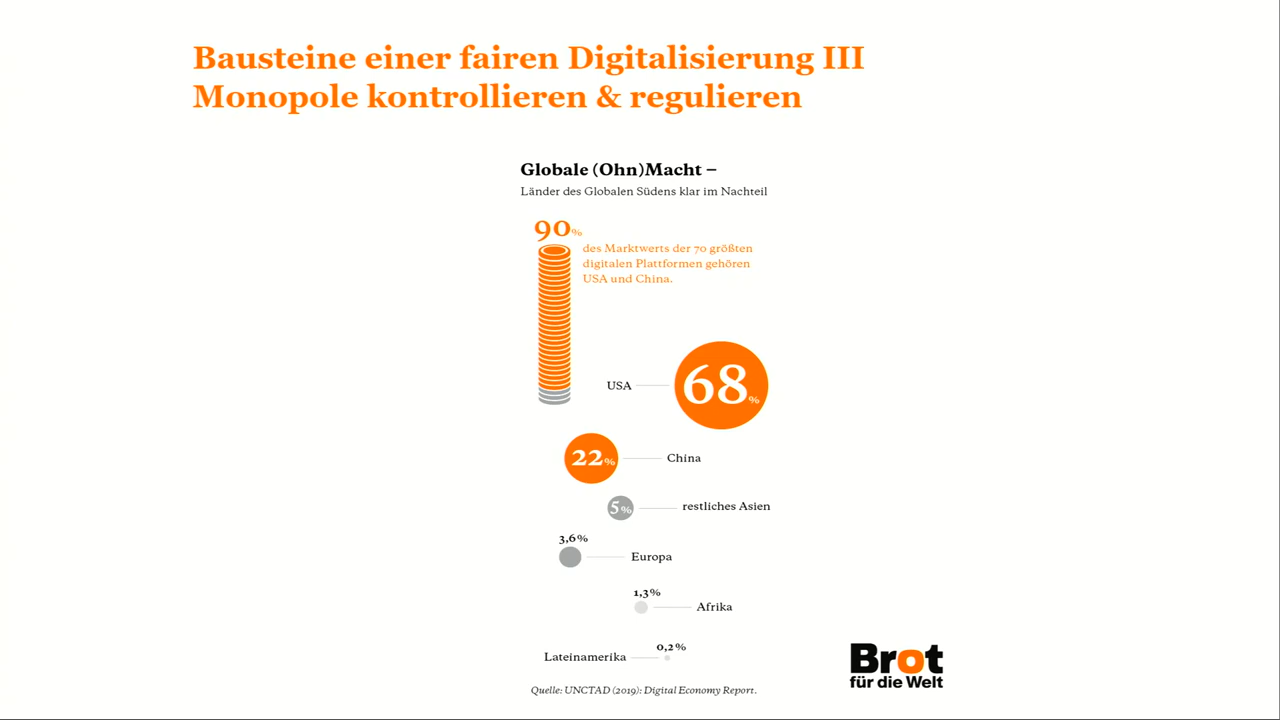 Bausteine einer fairen Digitalisierung III
Monopole kontrollieren & regulieren
Globale (Ohn)Macht –
Länder des Globalen Südens klar im Nachteil
90%
des Marktwerts der 70 größten
digitalen Plattformen gehören
USA und China.
USA 68%
22% China
5% restliches Asien
3,6%
Europa
1,3%
Afrika
0,2%
Lateinamerika
Quelle: UNCTAD (2019): Digital Economy Report.
Brot
für die Welt